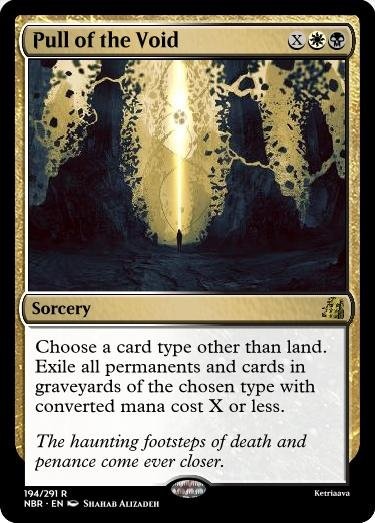 Pull of the Void X
Sorcery
Choose a card type other than land.
Exile all permanents and cards in
graveyards of the chosen type with
converted mana cost X or less.
The haunting footsteps of death and
penance come ever closer.
194/291 R
Ketriaava
NBR · EN Shahab Alizadeh